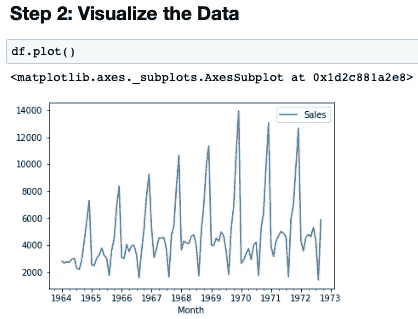 Step 2: Visualize the Data
df.plot()
<matplotlib.axes._subplots.AxesSubplot at 0x1d2c881a2e8>
Sales
14000
12000
10000
8000
6000
4000
2000
1964 1965 1966 1967 1968 1969 1970 1971 1972 1973
Month